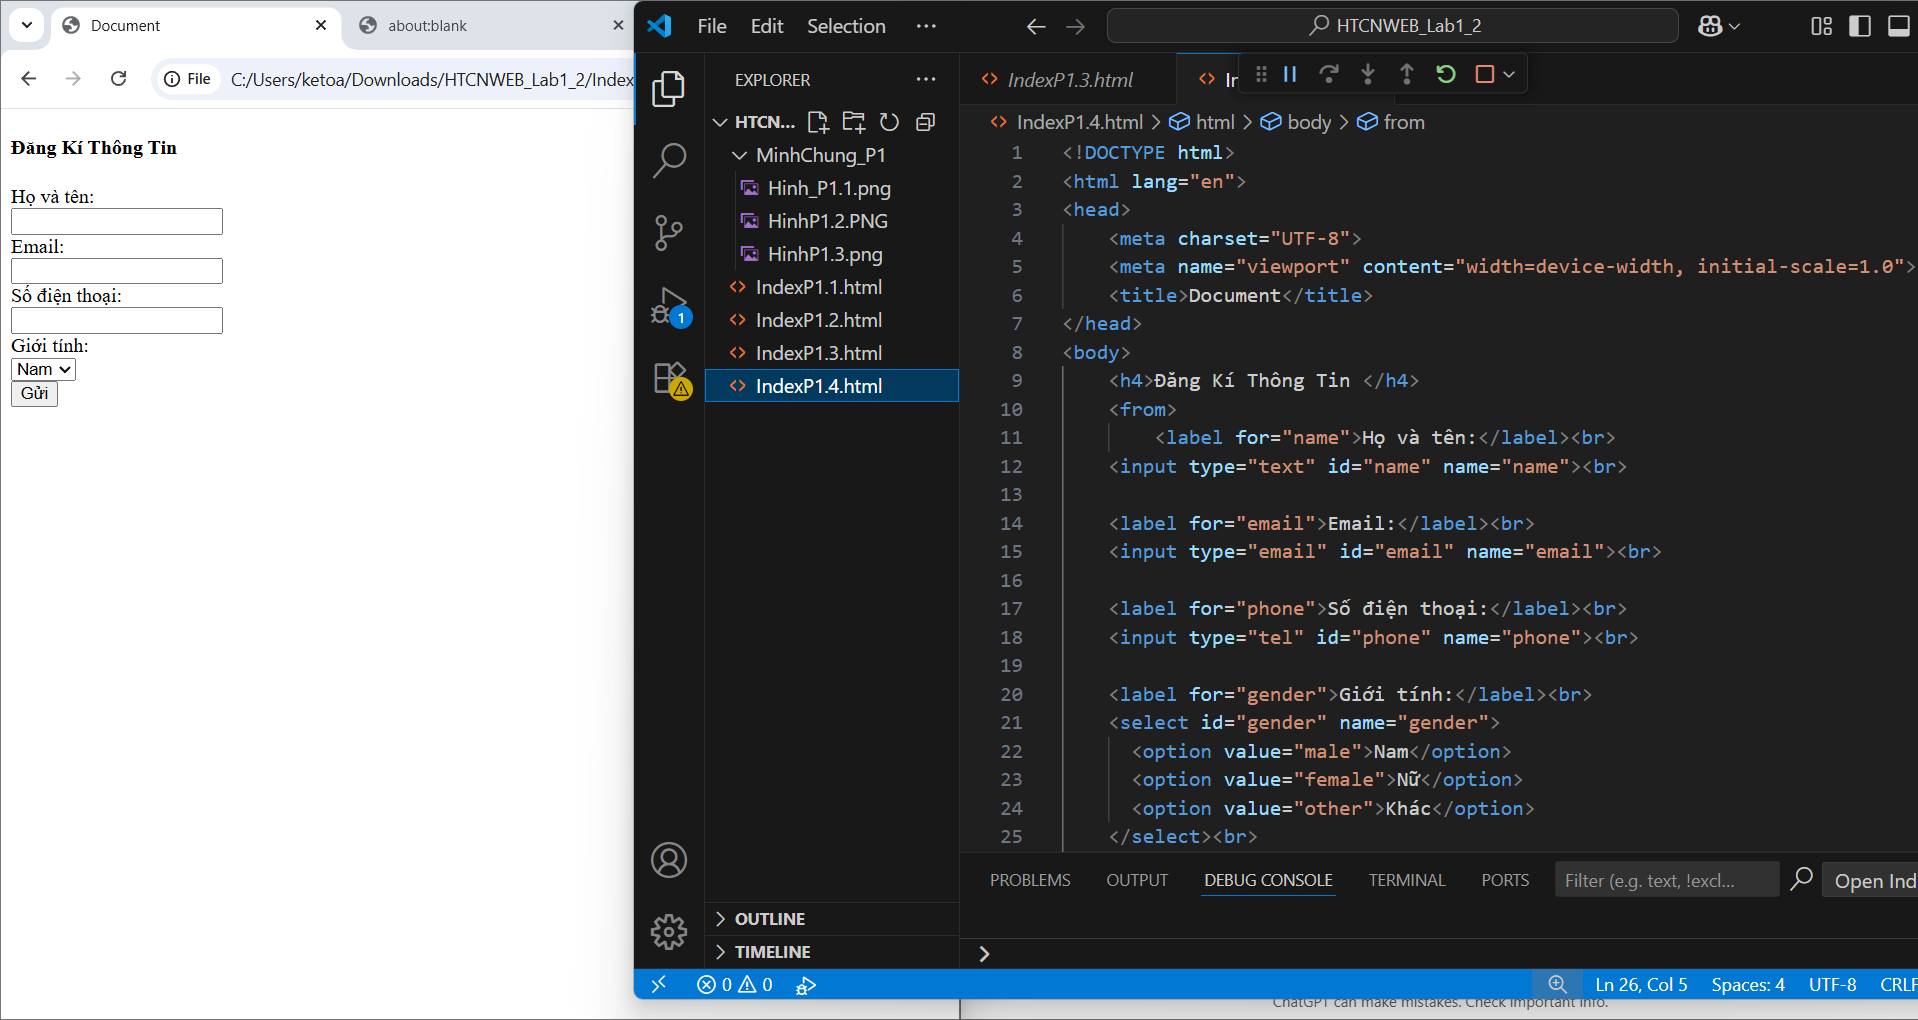 Document
about:blank
File
C:/Users/ketoa/Downloads/HTCNWEB_Lab1_2/Index
Đăng Kí Thông Tin
Họ và tên:
Email:
Số điện thoại:
Giới tính:
Nam
Gửi
File Edit Selection ···
HTCNWEB_Lab1_2
EXPLORER ···
HTCN...
MinhChung_P1
Hinh_P1.1.png
HinhP1.2.PNG
HinhP1.3.png
IndexP1.1.html
IndexP1.2.html
IndexP1.3.html
IndexP1.4.html
OUTLINE
TIMELINE
IndexP1.3.html
IndexP1.4.html > html > body > from
1 <!DOCTYPE html>
2 <html lang="en">
3 <head>
4 <meta charset="UTF-8">
5 <meta name="viewport" content="width=device-width, initial-scale=1.0">
6 <title>Document</title>
7 </head>
8 <body>
9 <h4>Đăng Kí Thông Tin </h4>
10 <from>
11 <label for="name">Họ và tên:</label><br>
12 <input type="text" id="name" name="name"><br>
13
14 <label for="email">Email:</label><br>
15 <input type="email" id="email" name="email"><br>
16
17 <label for="phone">Số điện thoại:</label><br>
18 <input type="tel" id="phone" name="phone"><br>
19
20 <label for="gender">Giới tính:</label><br>
21 <select id="gender" name="gender">
22 <option value="male">Nam</option>
23 <option value="female">Nữ</option>
24 <option value="other">Khác</option>
25 </select><br>
PROBLEMS OUTPUT DEBUG CONSOLE TERMINAL PORTS Filter (e.g. text, !excl... Open Ind
1
0 0
Ln 26, Col 5 Spaces: 4 UTF-8 CRLF
ChatGPT can make mistakes. Check important info.